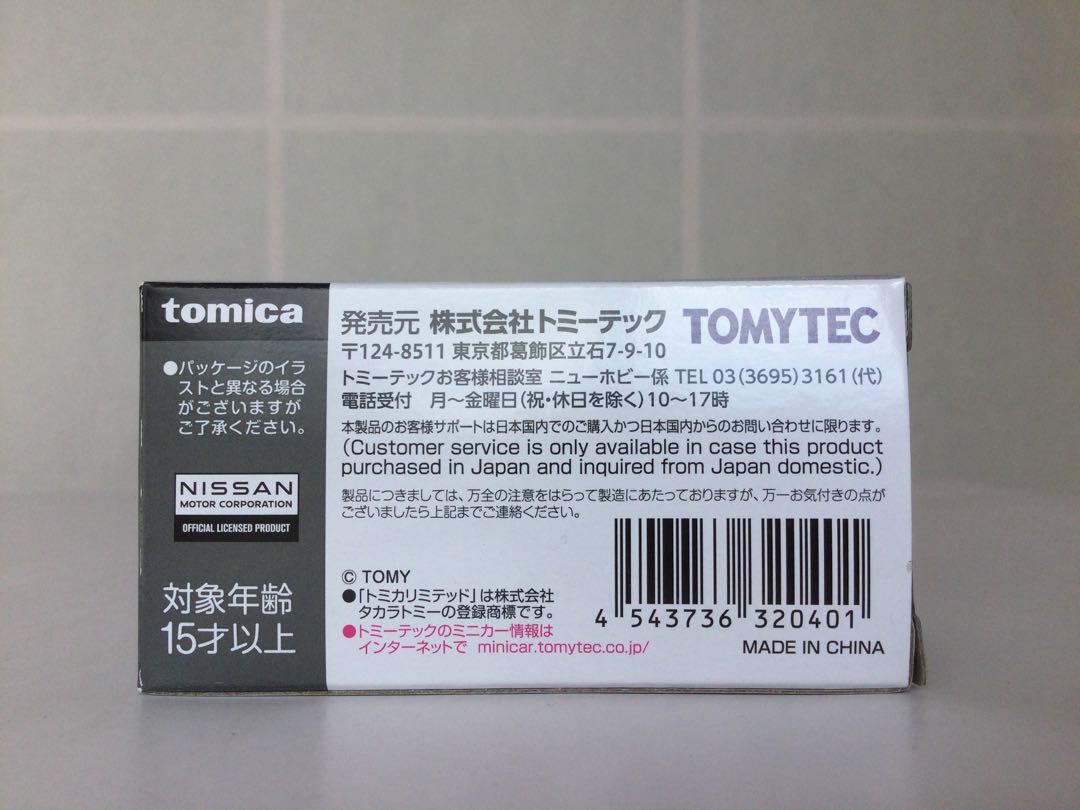 tomica
●パッケージのイラ
ストと異なる場合
がございますが
ご了承ください。
NISSAN
MOTOR CORPORATION
OFFICIAL LICENSED PRODUCT
対象年齢
15才以上
発売元 株式会社トミーテック TOMYTEC
〒124-8511 東京都葛飾区立石7-9-10
トミーテックお客様相談室 ニューホビー係 TEL 03(3695)3161(代)
電話受付 月〜金曜日(祝・休日を除く)10〜17時
本製品のお客様サポートは日本国内でのご購入かつ日本国内からのお問い合わせに限ります。
(Customer service is only available in case this product
purchased in Japan and inquired from Japan domestic.)
製品につきましては、万全の注意をはらって製造にあたっておりますが、万一お気付きの点が
ございましたら上記までご連絡ください。
© TOMY
●「トミカリミテッド」は株式会社
タカラトミーの登録商標です。
●トミーテックのミニカー情報は
インターネットで minicar.tomytec.co.jp/
4 543736 320401
MADE IN CHINA